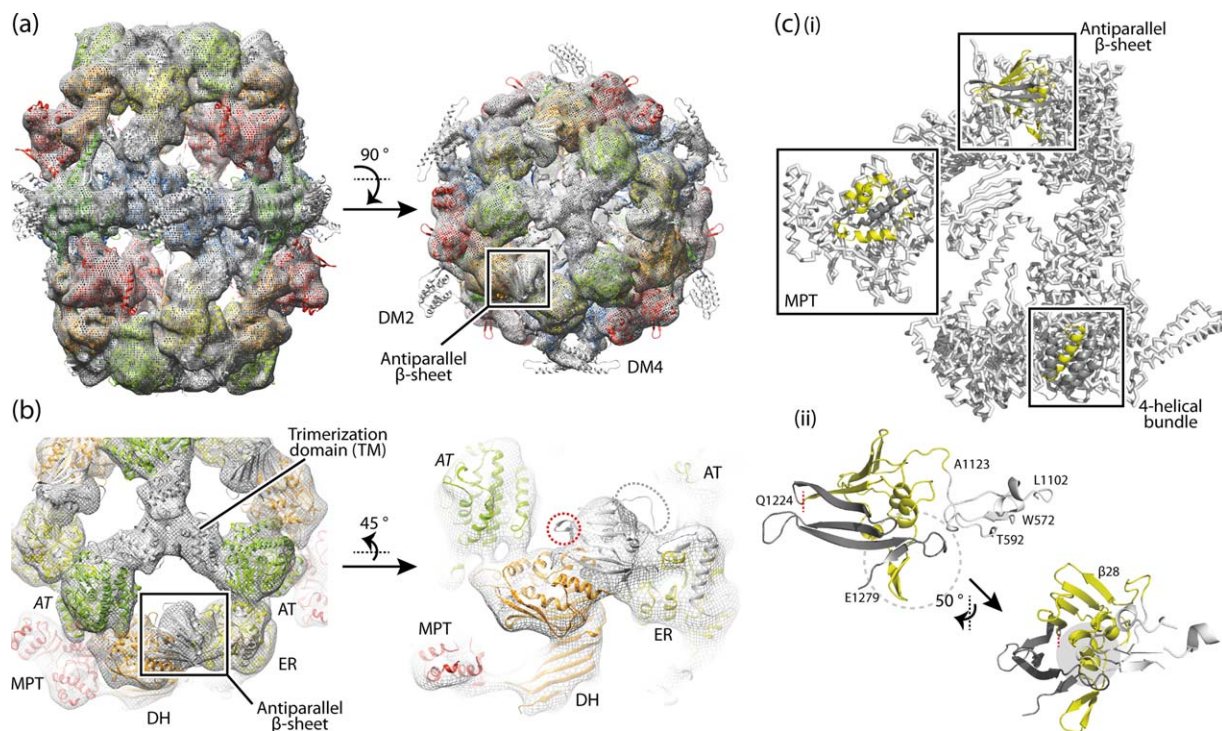 (a)
90°
DM2
Antiparallel
β-sheet
DM4
(b)
Trimerization
domain (TM)
AT
AT
ER
MPT
DH
Antiparallel
β-sheet
45°
AT
AT
MPT
ER
DH
(c) (i)
Antiparallel
β-sheet
MPT
4-helical
bundle
(ii)
A1123
L1102
Q1224
W572
T592
E1279
50°
β28